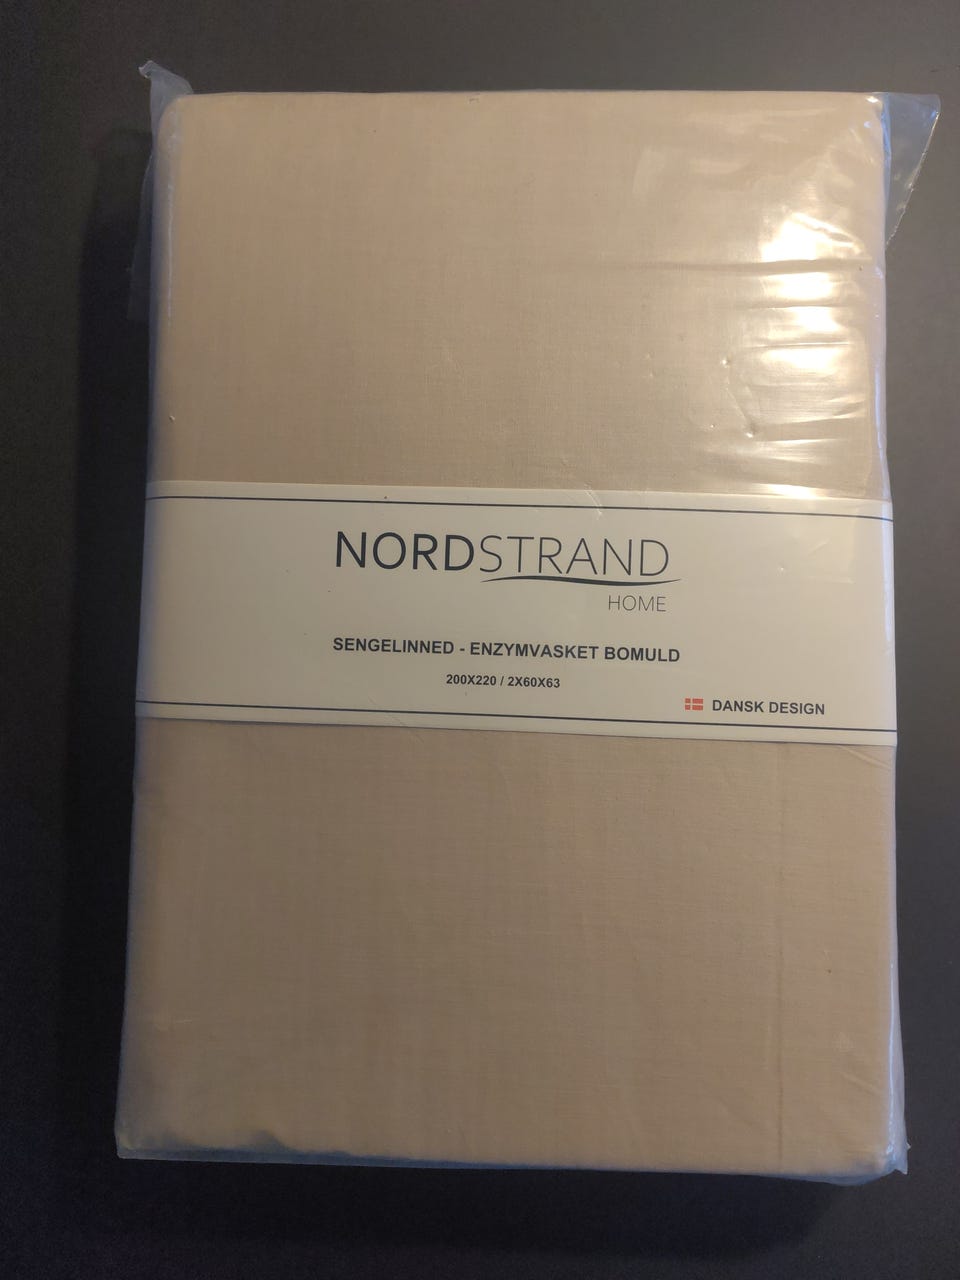 NORDSTRAND
HOME
SENGELINNED - ENZYMVASKET BOMULD
200X220 / 2X60X63
DANSK DESIGN